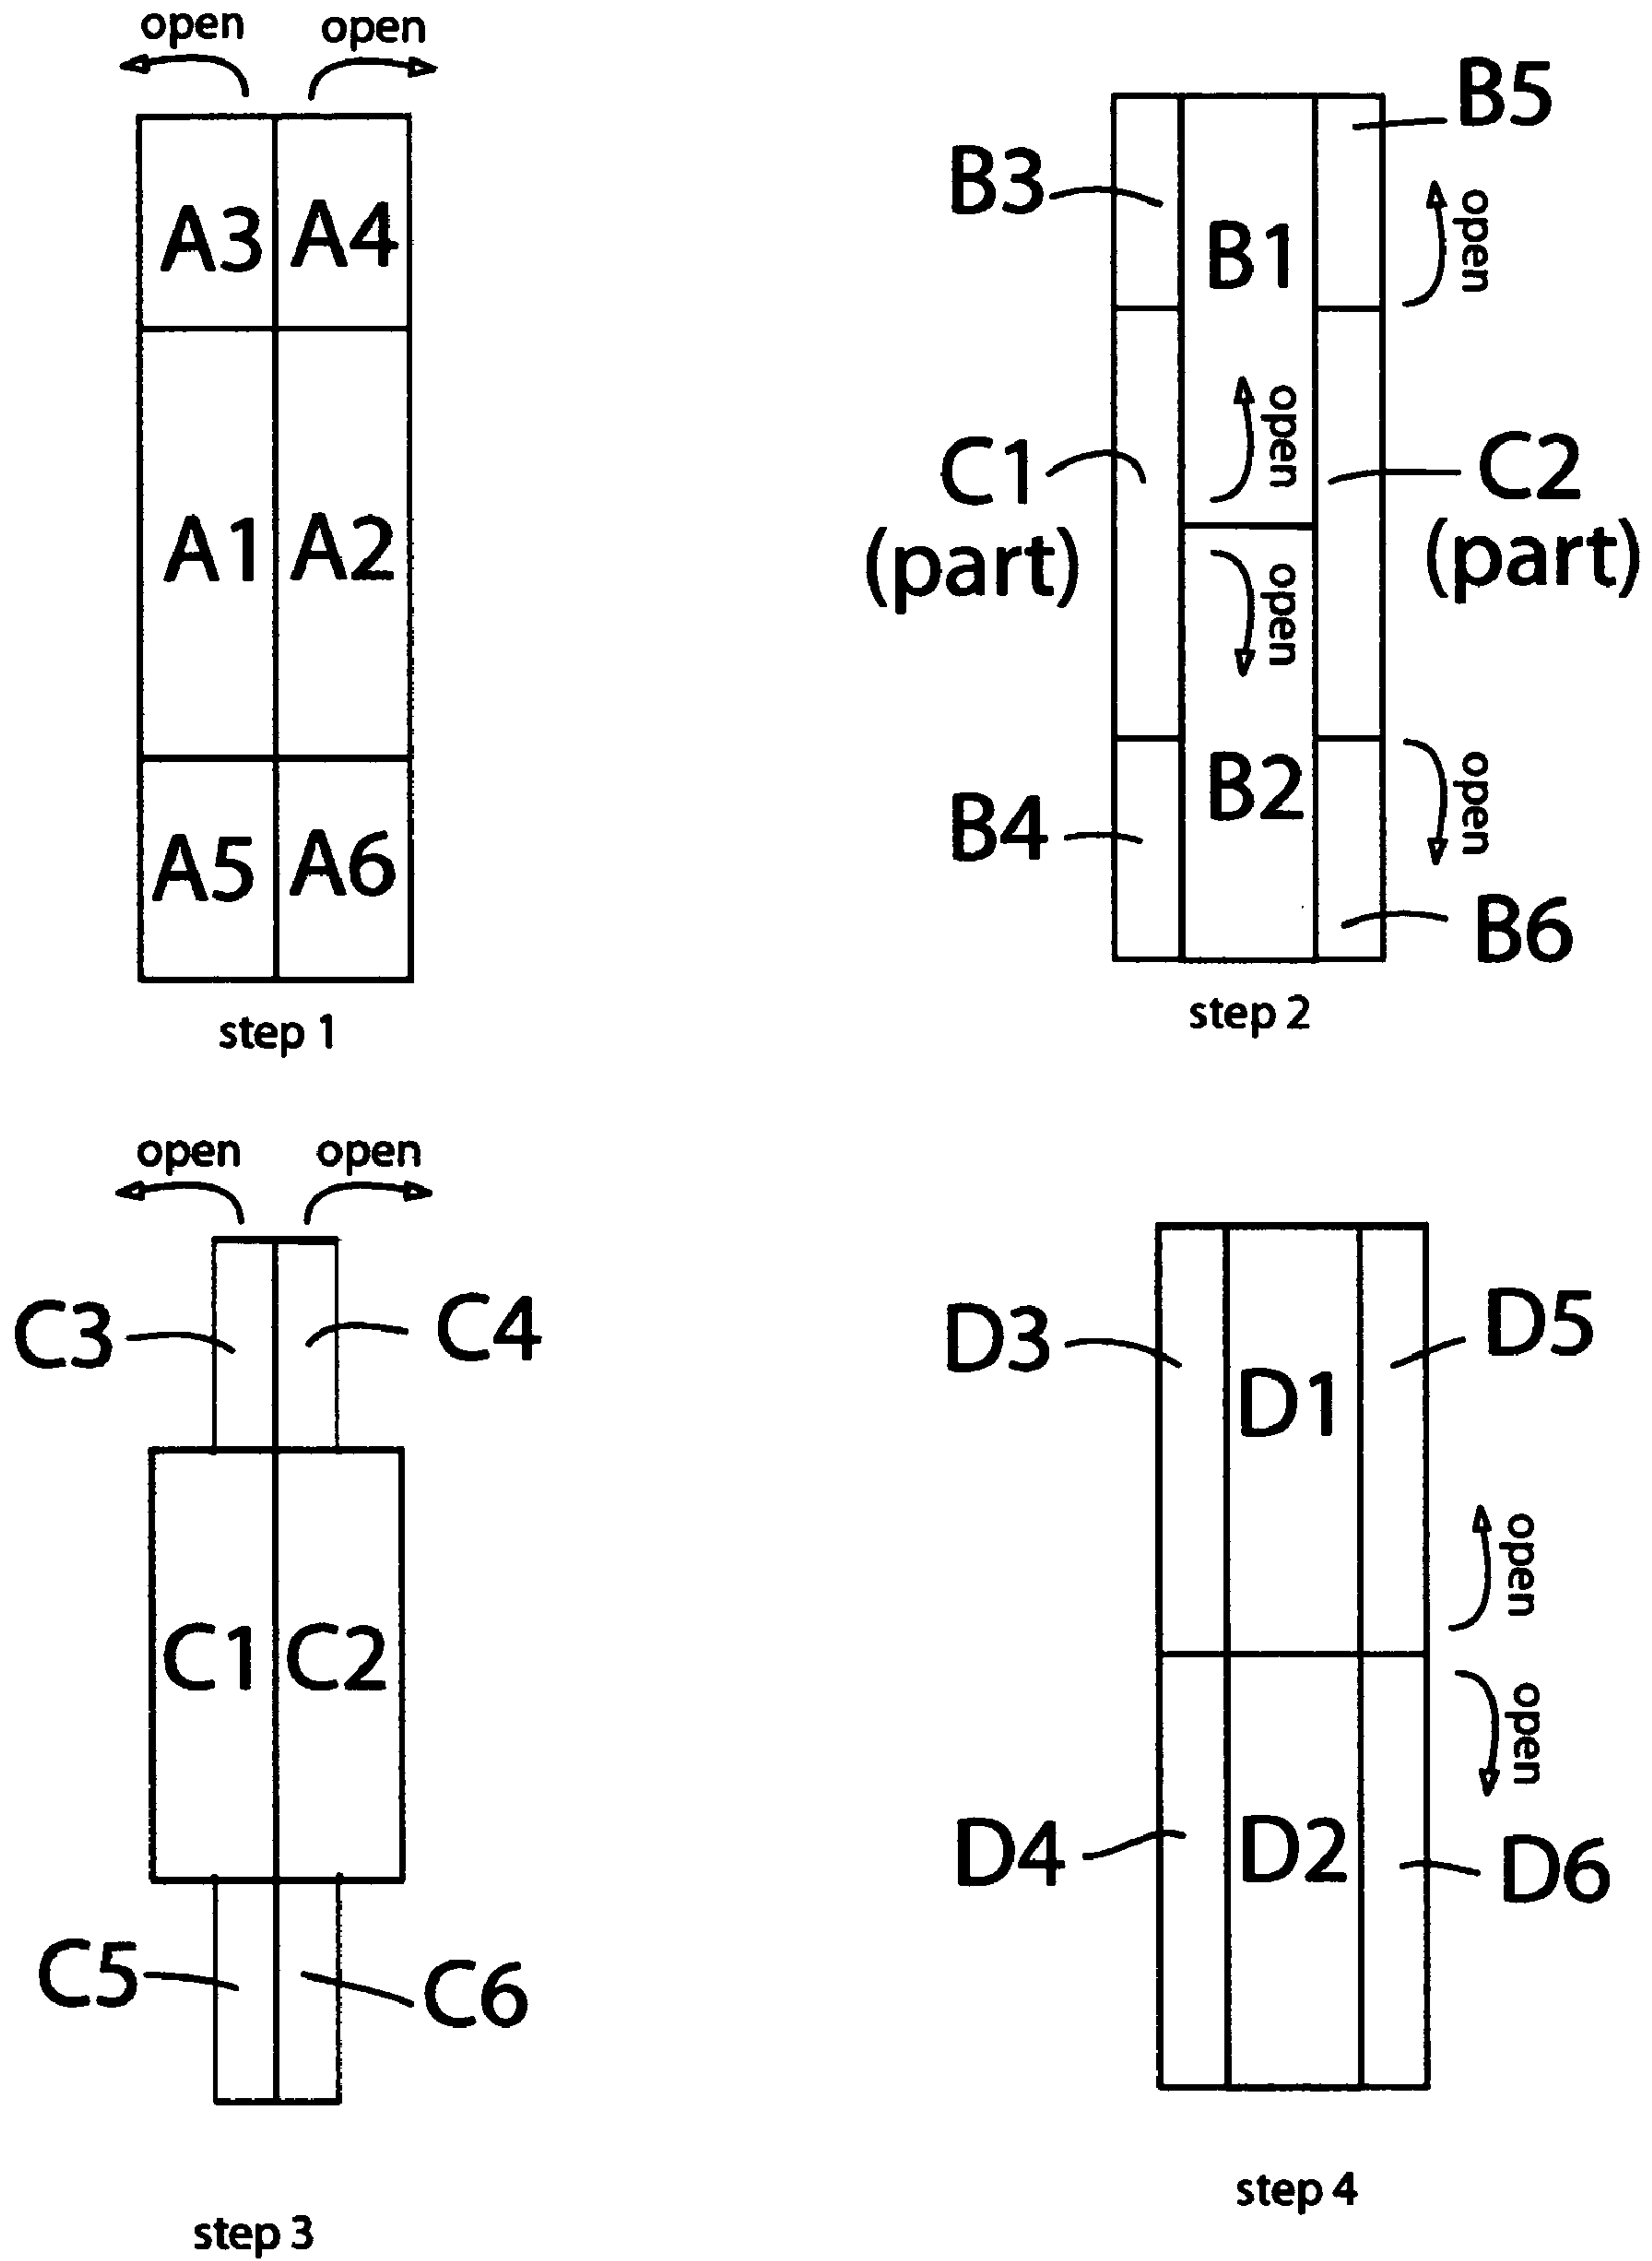 open open
A3 A4
A1 A2
A5 A6
step 1
B5
B3
open
B1
open
C1
(part)
C2
(part)
open
open
B2
B4
B6
step 2
open open
C3 C4
C1 C2
C5 C6
step 3
D3 D5
D1
open
open
D4 D2 D6
step 4